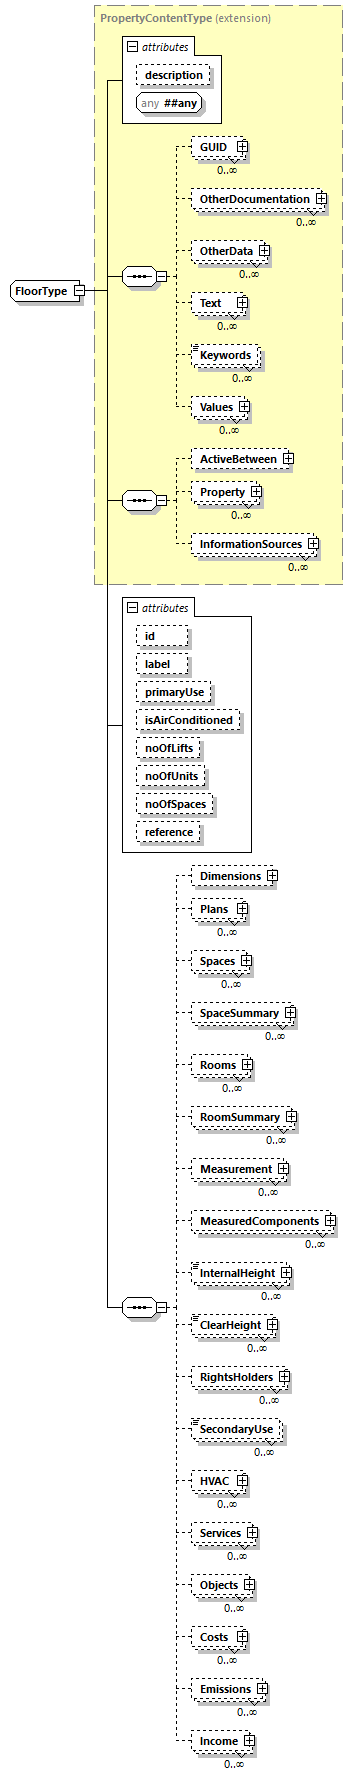 PropertyContentType (extension)
attributes
description
any ##any
GUID
0..∞
OtherDocumentation
0..∞
OtherData
0..∞
FloorType
Text
0..∞
Keywords
0..∞
Values
0..∞
ActiveBetween
Property
0..∞
InformationSources
0..∞
attributes
id
label
primaryUse
isAirConditioned
noOfLifts
noOfUnits
noOfSpaces
reference
Dimensions
Plans
0..∞
Spaces
0..∞
SpaceSummary
0..∞
Rooms
0..∞
RoomSummary
0..∞
Measurement
0..∞
MeasuredComponents
0..∞
InternalHeight
0..∞
ClearHeight
0..∞
RightsHolders
0..∞
SecondaryUse
0..∞
HVAC
0..∞
Services
0..∞
Objects
0..∞
Costs
0..∞
Emissions
0..∞
Income
0..∞